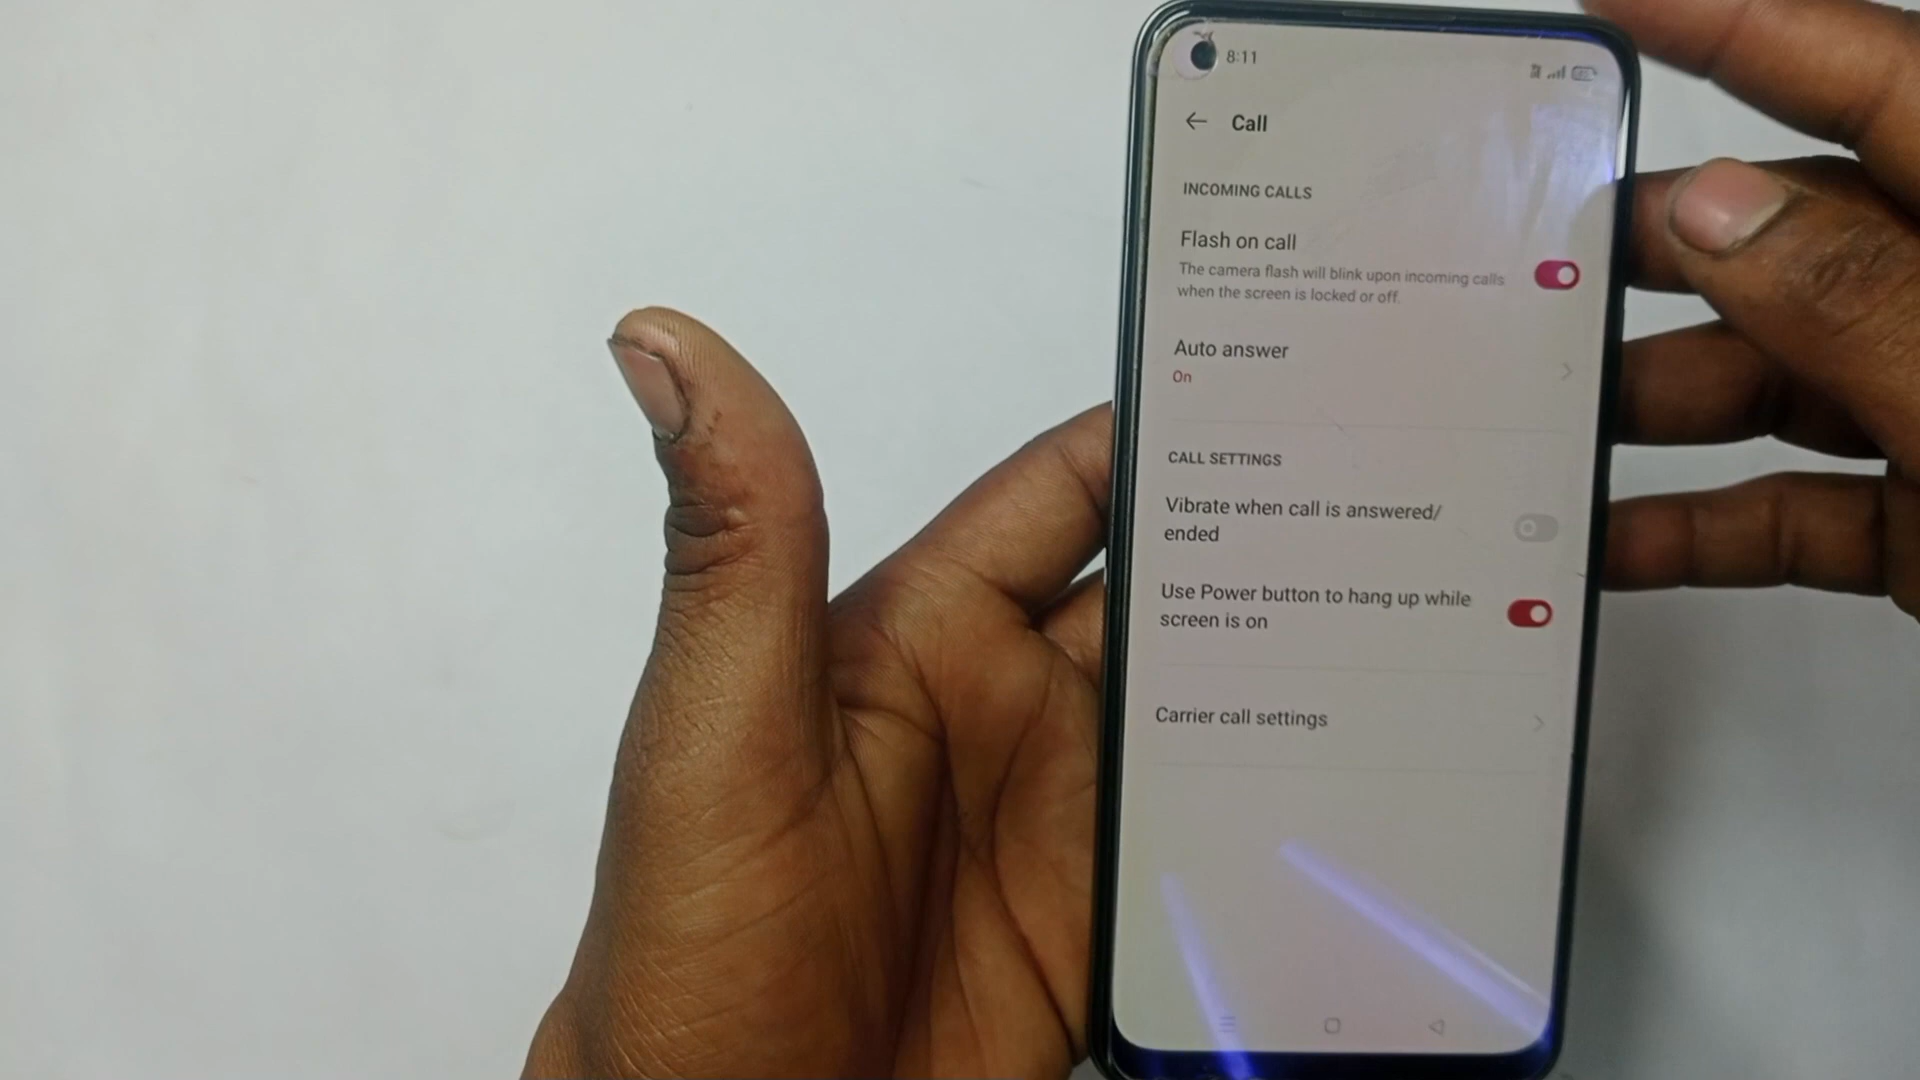 8:11
Call
INCOMING CALLS
Flash on call
The camera flash will blink upon incoming calls
when the screen is locked or off.
Auto answer
On
CALL SETTINGS
Vibrate when call is answered/
ended
Use Power button to hang up while
screen is on
Carrier call settings